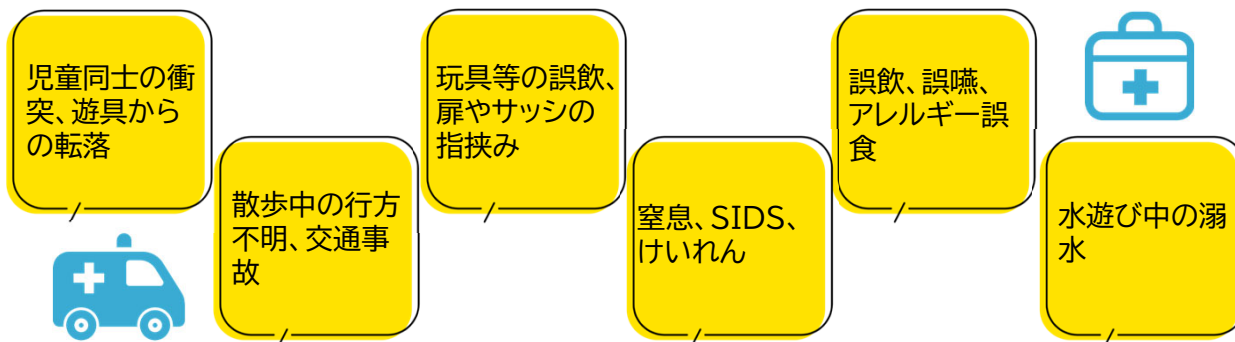 児童同士の衝
突、遊具から
の転落
散歩中の行方
不明、交通事
故
玩具等の誤飲、
扉やサッシの
指挟み
窒息、SIDS、
けいれん
誤飲、誤嚥、
アレルギー誤
食
水遊び中の溺
水